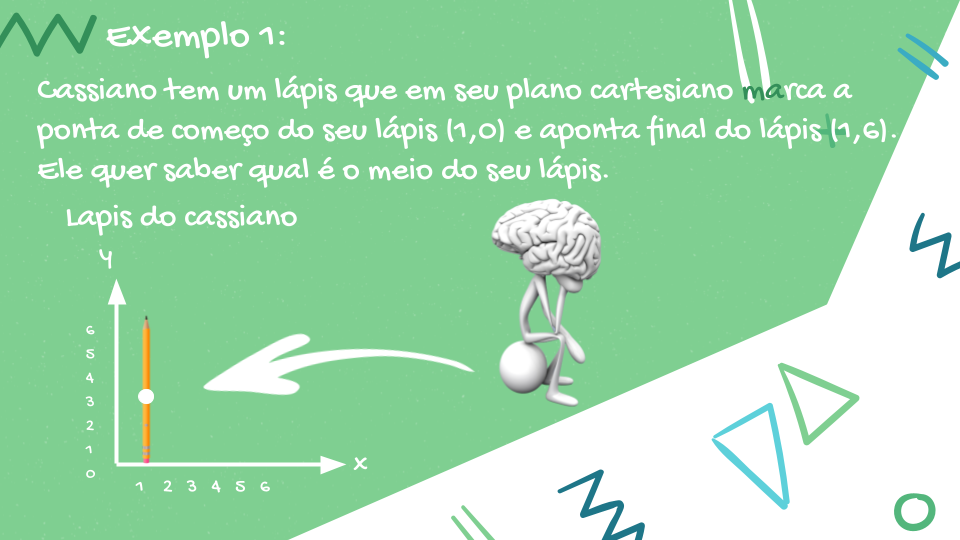 Exemplo 1:
Cassiano tem um lápis que em seu plano cartesiano marca a
ponta de começo do seu lápis (1,0) e aponta final do lápis (1,6).
Ele quer saber qual é o meio do seu lápis.
Lapis do cassiano
y
6
5
4
3
2
1
0
x
1 2 3 4 5 6